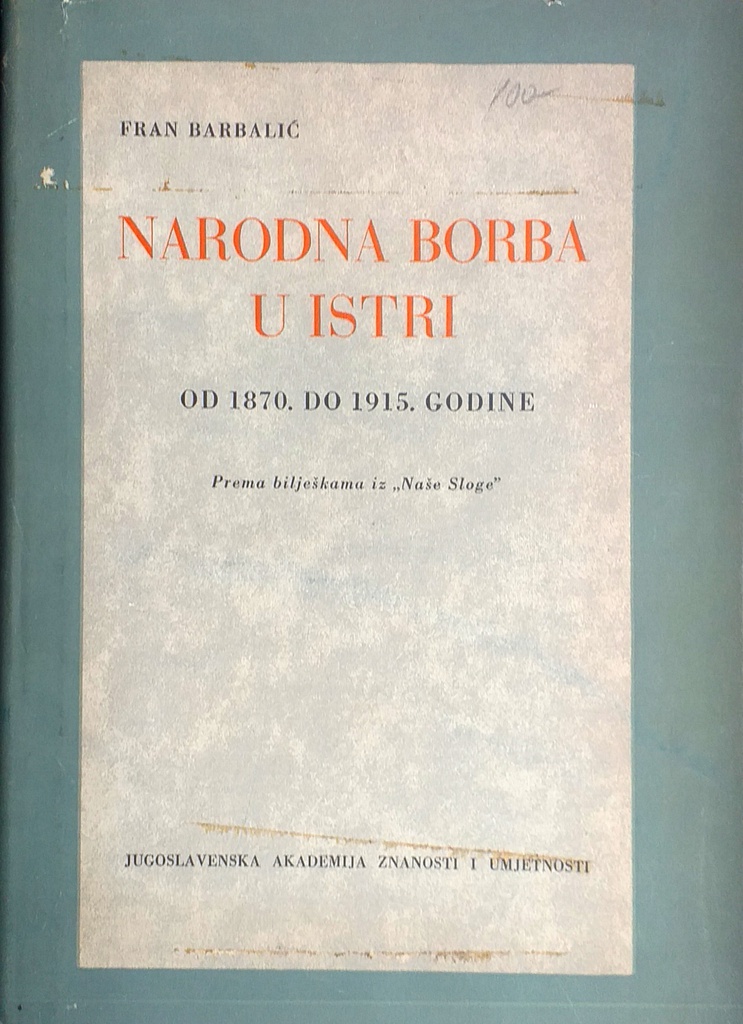 100-
FRAN BARBALIĆ
NARODNA BORBA
U ISTRI
OD 1870. DO 1915. GODINE
Prema bilješkama iz „Naše Sloge”
JUGOSLAVENSKA AKADEMIJA ZNANOSTI I UMJETNOSTI